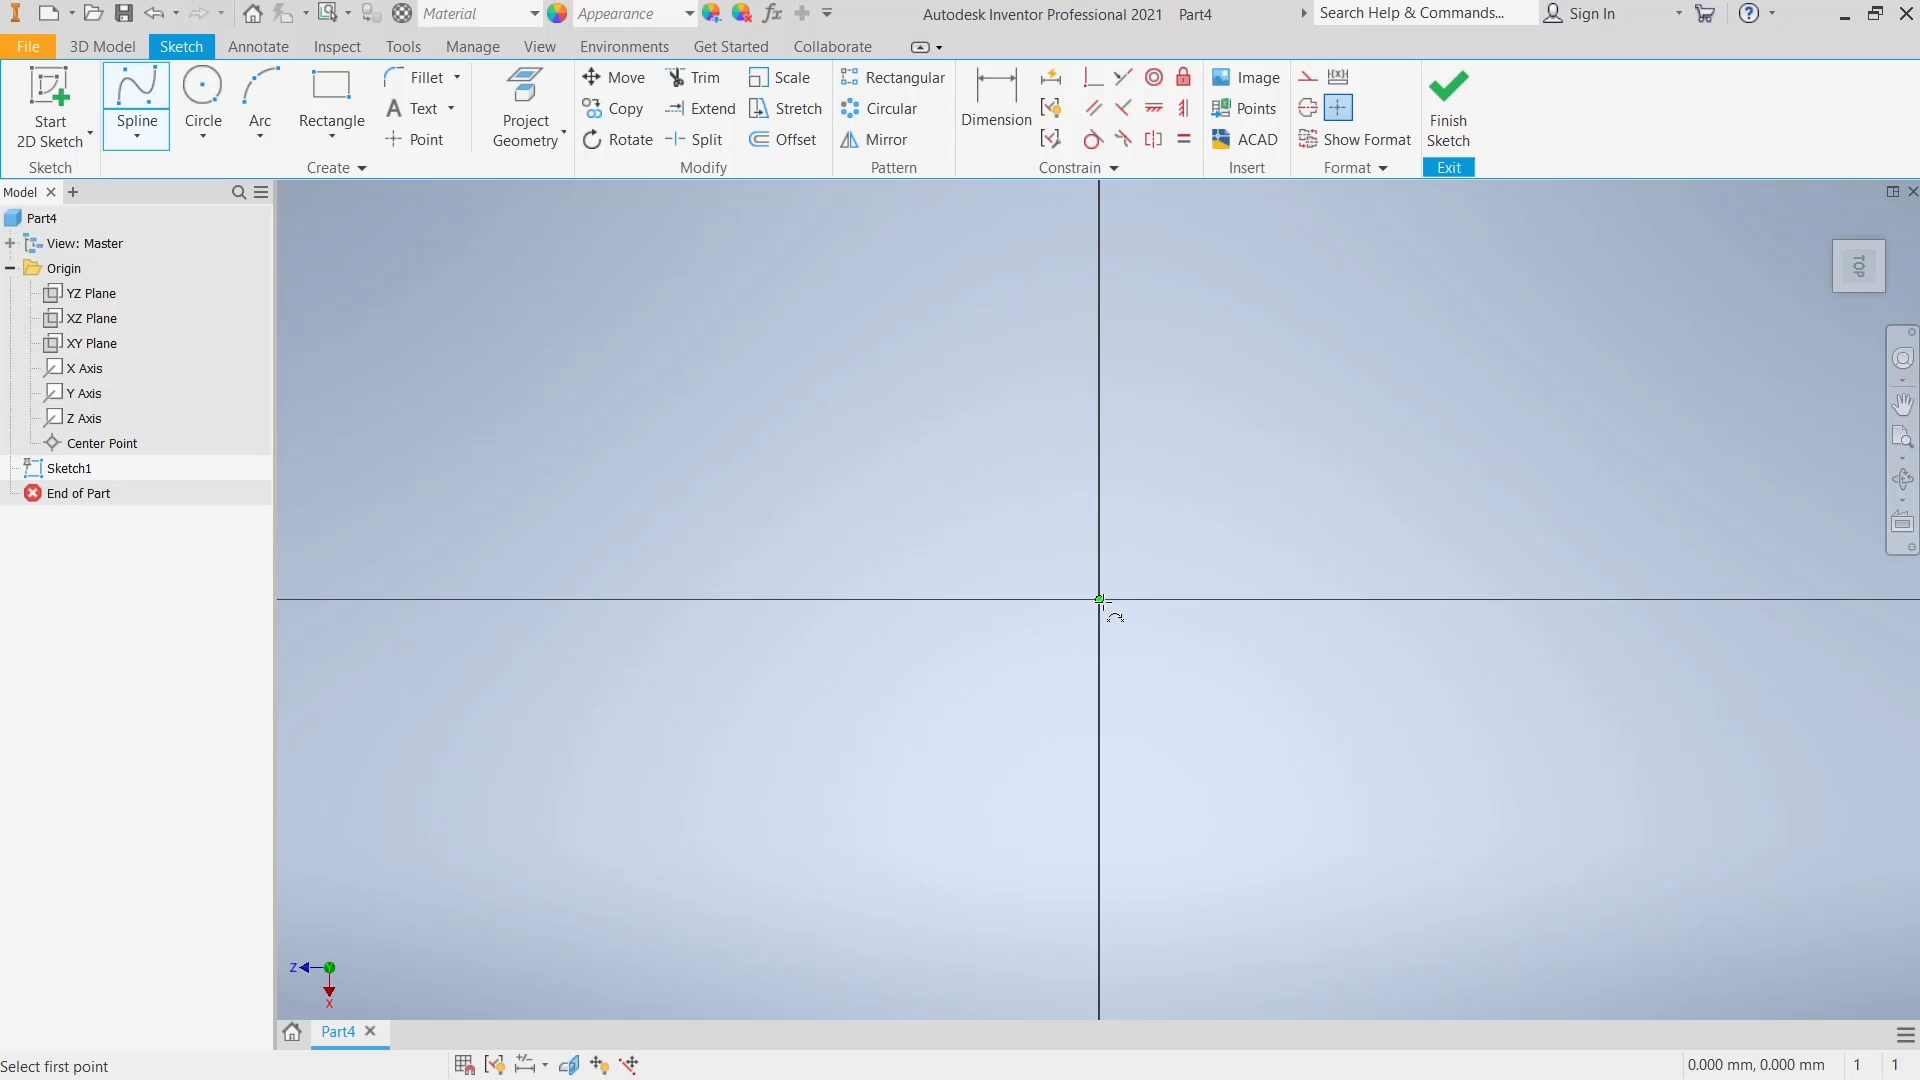 Material
Appearance
Autodesk Inventor Professional 2021 Part4
Search Help & Commands...
Sign In
File
3D Model
Sketch
Annotate
Inspect
Tools
Manage
View
Environments
Get Started
Collaborate
Start
2D Sketch
Sketch
Spline
Circle
Arc
Rectangle
Fillet
Text
Point
Create
Project
Geometry
Move
Copy
Rotate
Trim
Extend
Split
Scale
Stretch
Offset
Modify
Rectangular
Circular
Mirror
Pattern
Dimension
Constrain
Image
Points
ACAD
Insert
Show Format
Format
Finish
Sketch
Exit
Model
Part4
View: Master
Origin
YZ Plane
XZ Plane
XY Plane
X Axis
Y Axis
Z Axis
Center Point
Sketch1
End of Part
TOP
Z
X
Part4
Select first point
0.000 mm, 0.000 mm 1 1